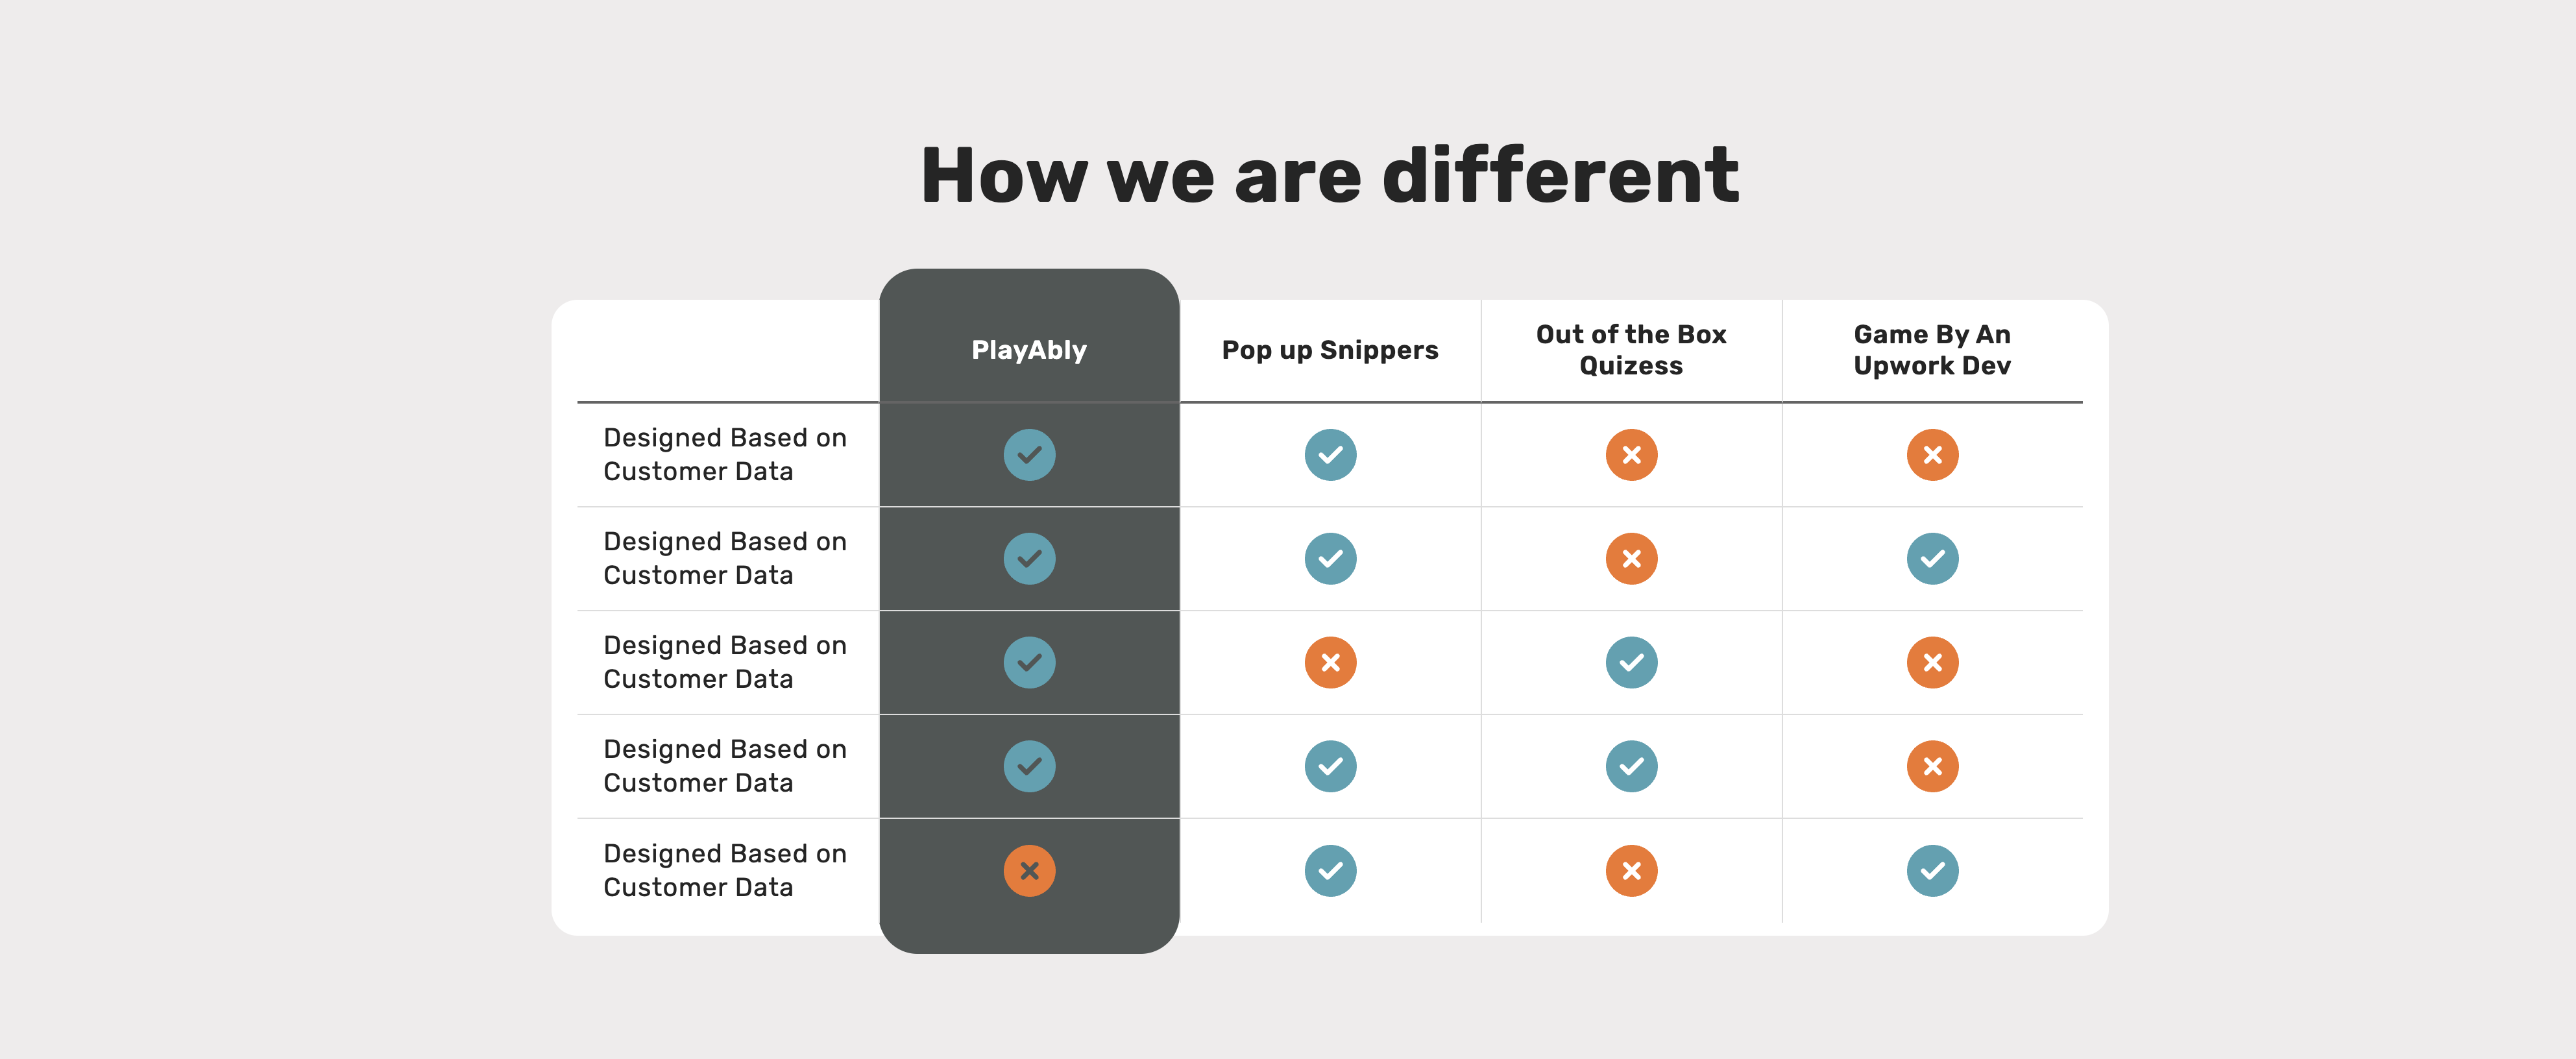 How we are different
PlayAbly
Pop up Snippers
Out of the Box
Quizess
Game By An
Upwork Dev
Designed Based on
Customer Data
Designed Based on
Customer Data
Designed Based on
Customer Data
Designed Based on
Customer Data
Designed Based on
Customer Data